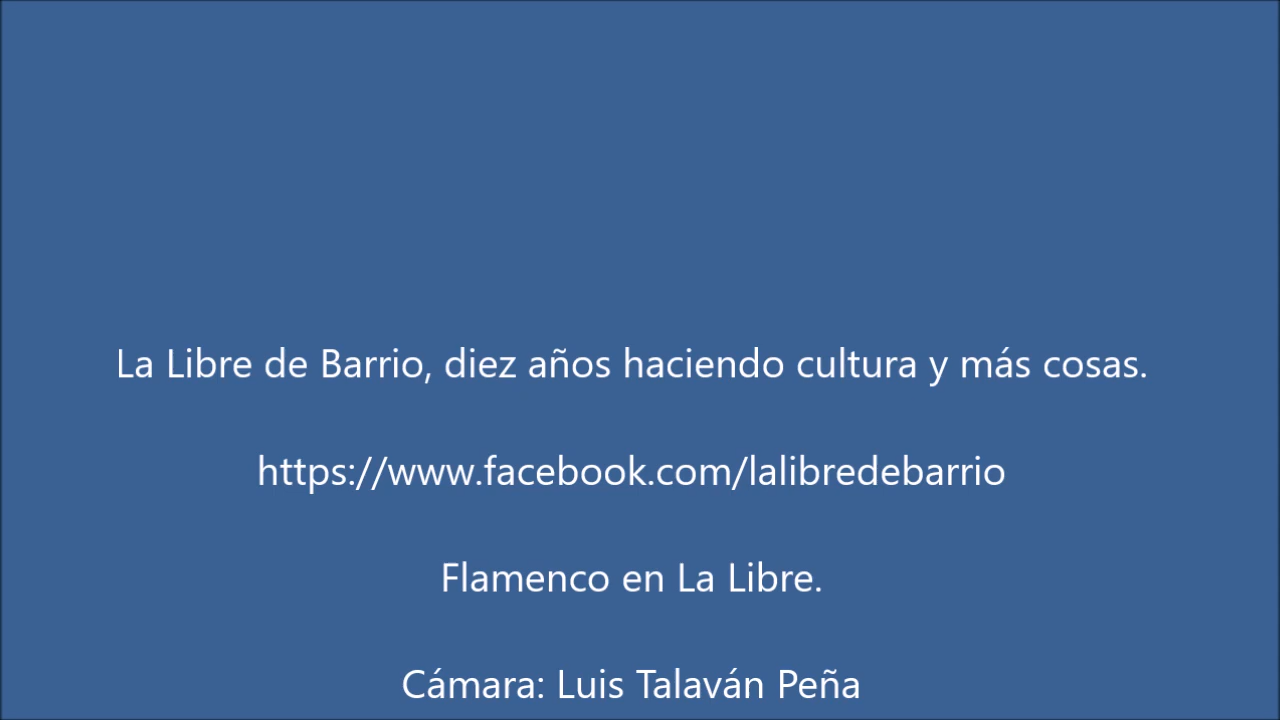 La Libre de Barrio, diez años haciendo cultura y más cosas.
https://www.facebook.com/lalibredebarrio
Flamenco en La Libre.
Cámara: Luis Talaván Peña